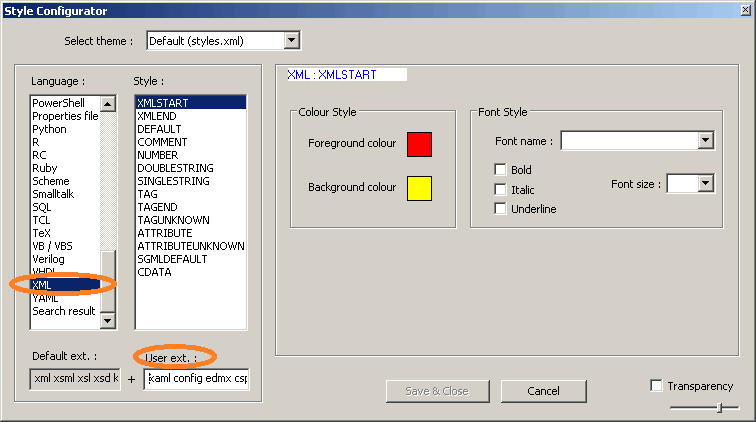 Style Configurator
Select theme : Default (styles.xml)
Language :
PowerShell
Properties file
Python
R
RC
Ruby
Scheme
Smalltalk
SQL
TCL
TeX
VB / VBS
Verilog
VHDL
XML
YAML
Search result
Style :
XMLSTART
XMLEND
DEFAULT
COMMENT
NUMBER
DOUBLESTRING
SINGLESTRING
TAG
TAGEND
TAGUNKNOWN
ATTRIBUTE
ATTRIBUTEUNKNOWN
SGMLDEFAULT
CDATA
XML : XMLSTART
Colour Style
Foreground colour
Background colour
Font Style
Font name :
Bold
Italic
Underline
Font size :
Default ext. :
xml xsml xsl xsd k
+
User ext. :
xaml config edmx csp
Save & Close
Cancel
Transparency